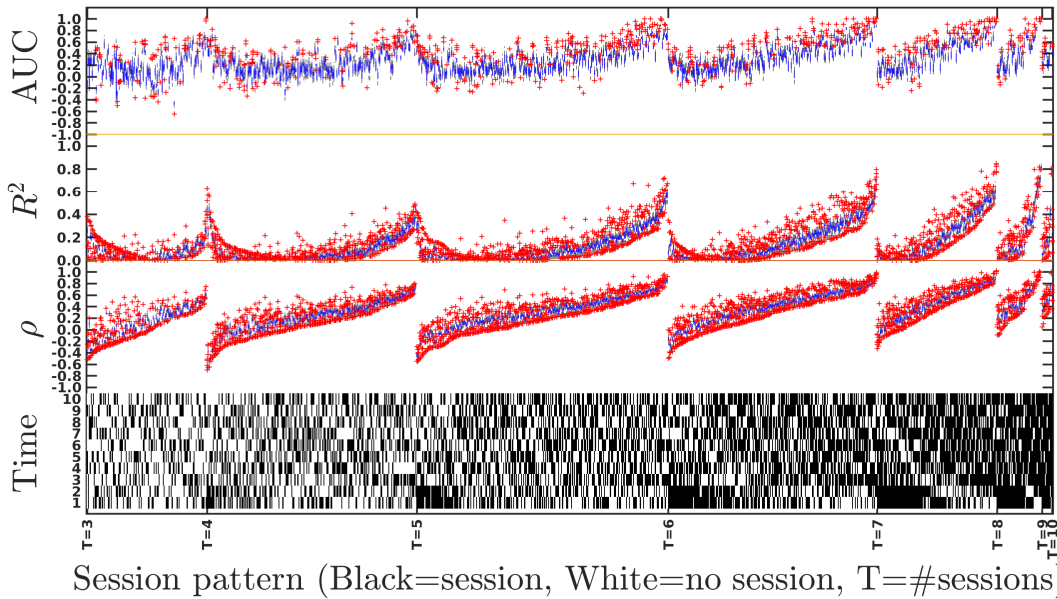 AUC
1.0
0.8
0.6
0.4
0.2
0.0
-0.2
-0.4
-0.6
-0.8
-1.0
R²
0.8
0.6
0.4
0.2
0.0
ρ
1.0
0.8
0.6
0.4
0.2
0.0
-0.2
-0.4
-0.6
-0.8
-1.0
Time
10
9
8
7
6
5
4
3
2
1
T=3
T=4
T=5
T=6
T=7
T=8
T=9
T=10
Session pattern (Black=session, White=no session, T=#sessions)